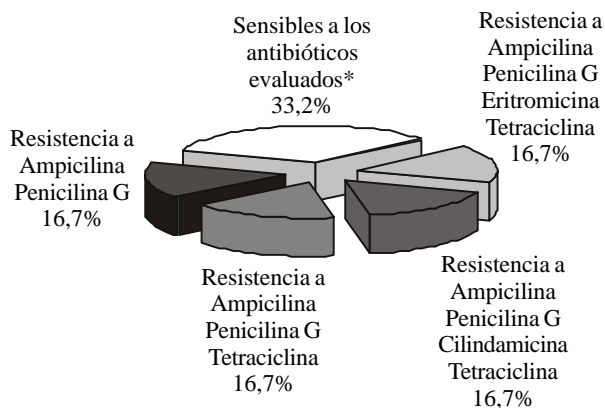 Sensibles a los
antibióticos
evaluados*
33,2%
Resistencia a
Ampicilina
Penicilina G
Eritromicina
Tetraciclina
16,7%
Resistencia a
Ampicilina
Penicilina G
16,7%
Resistencia a
Ampicilina
Penicilina G
Tetraciclina
16,7%
Resistencia a
Ampicilina
Penicilina G
Cilindamicina
Tetraciclina
16,7%